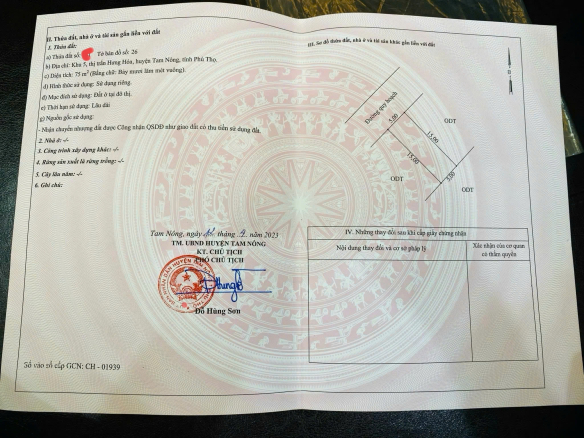 II. Thửa đất, nhà ở và tài sản gắn liền với đất
1. Thửa đất:
a) Thửa đất số: Tờ bản đồ số: 26
b) Địa chỉ: Khu 5, thị trấn Hưng Hóa, huyện Tam Nông, tỉnh Phú Thọ.
c) Diện tích: 75 m² (Bằng chữ: Bảy mươi lăm mét vuông).
d) Hình thức sử dụng: Sử dụng riêng.
đ) Mục đích sử dụng: Đất ở tại đô thị.
e) Thời hạn sử dụng: Lâu dài
g) Nguồn gốc sử dụng:
- Nhận chuyển nhượng đất được Công nhận QSDĐ như giao đất có thu tiền sử dụng đất.
2. Nhà ở: -/-
3. Công trình xây dựng khác: -/-
4. Rừng sản xuất là rừng trồng: -/-
5. Cây lâu năm: -/-
6. Ghi chú:
Tam Nông, ngày tháng năm 2023
TM. UBND HUYỆN TAM NÔNG
KT. CHỦ TỊCH
PHÓ CHỦ TỊCH
Đỗ Hùng Sơn
Số vào sổ cấp GCN: CH - 01939
III. Sơ đồ thửa đất, nhà ở và tài sản khác gắn liền với đất
B
Đường quy hoạch
5.00
15.00
ODT
15.00
5.00
ODT
ODT
IV. Những thay đổi sau khi cấp giấy chứng nhận
Nội dung thay đổi và cơ sở pháp lý
Xác nhận của cơ quan
có thẩm quyền